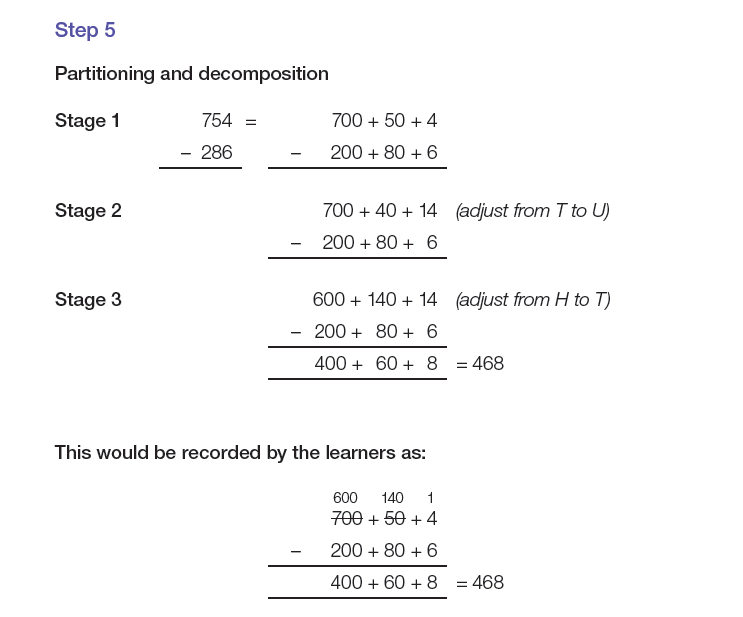 Step 5
Partitioning and decomposition
Stage 1 754 = 700 + 50 + 4
– 286 – 200 + 80 + 6
Stage 2 700 + 40 + 14 (adjust from T to U)
– 200 + 80 + 6
Stage 3 600 + 140 + 14 (adjust from H to T)
– 200 + 80 + 6
400 + 60 + 8 = 468
This would be recorded by the learners as:
600 140 1
700 + 50 + 4
– 200 + 80 + 6
400 + 60 + 8 = 468